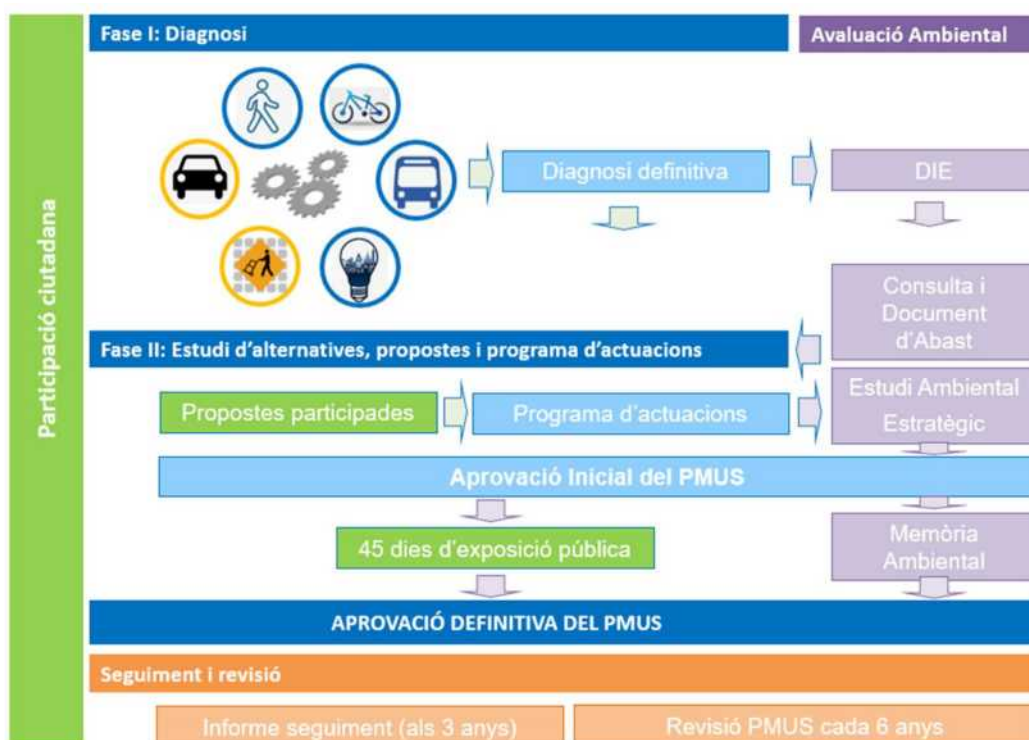 Participació ciutadana
Fase I: Diagnosi
Avaluació Ambiental
Diagnosi definitiva
DIE
Consulta i
Document
d'Abast
Fase II: Estudi d'alternatives, propostes i programa d'actuacions
Propostes participades
Programa d'actuacions
Estudi Ambiental
Estratègic
Aprovació Inicial del PMUS
45 dies d'exposició pública
Memòria
Ambiental
APROVACIÓ DEFINITIVA DEL PMUS
Seguiment i revisió
Informe seguiment (als 3 anys)
Revisió PMUS cada 6 anys